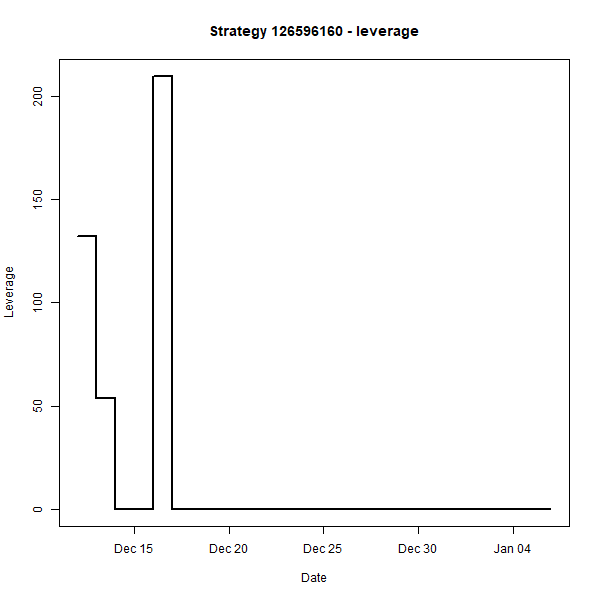 Strategy 126596160 - leverage
Leverage
200
150
100
50
0
Dec 15
Dec 20
Dec 25
Dec 30
Jan 04
Date